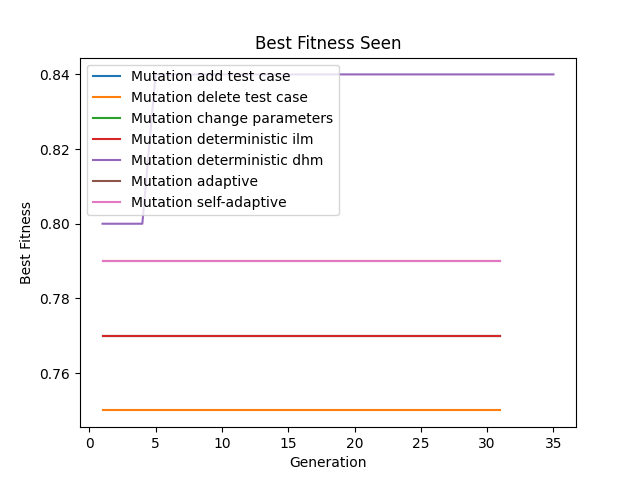 Best Fitness Seen
0.84
0.82
0.80
0.78
0.76
Best Fitness
Mutation add test case
Mutation delete test case
Mutation change parameters
Mutation deterministic ilm
Mutation deterministic dhm
Mutation adaptive
Mutation self-adaptive
0 5 10 15 20 25 30 35
Generation